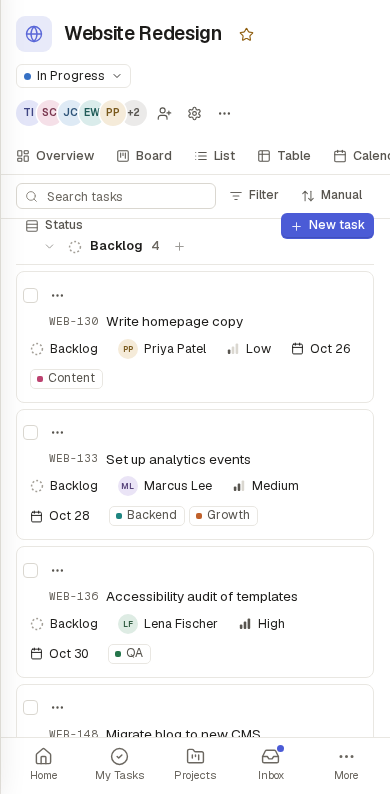 Website Redesign
In Progress
TI SC JC EW PP +2
Overview Board List Table Calen
Search tasks Filter Manual
Status New task
Backlog 4
WEB-130 Write homepage copy
Backlog PP Priya Patel Low Oct 26
Content
WEB-133 Set up analytics events
Backlog ML Marcus Lee Medium
Oct 28 Backend Growth
WEB-136 Accessibility audit of templates
Backlog LF Lena Fischer High
Oct 30 QA
WEB-148 Migrate blog to new CMS
Home My Tasks Projects Inbox More